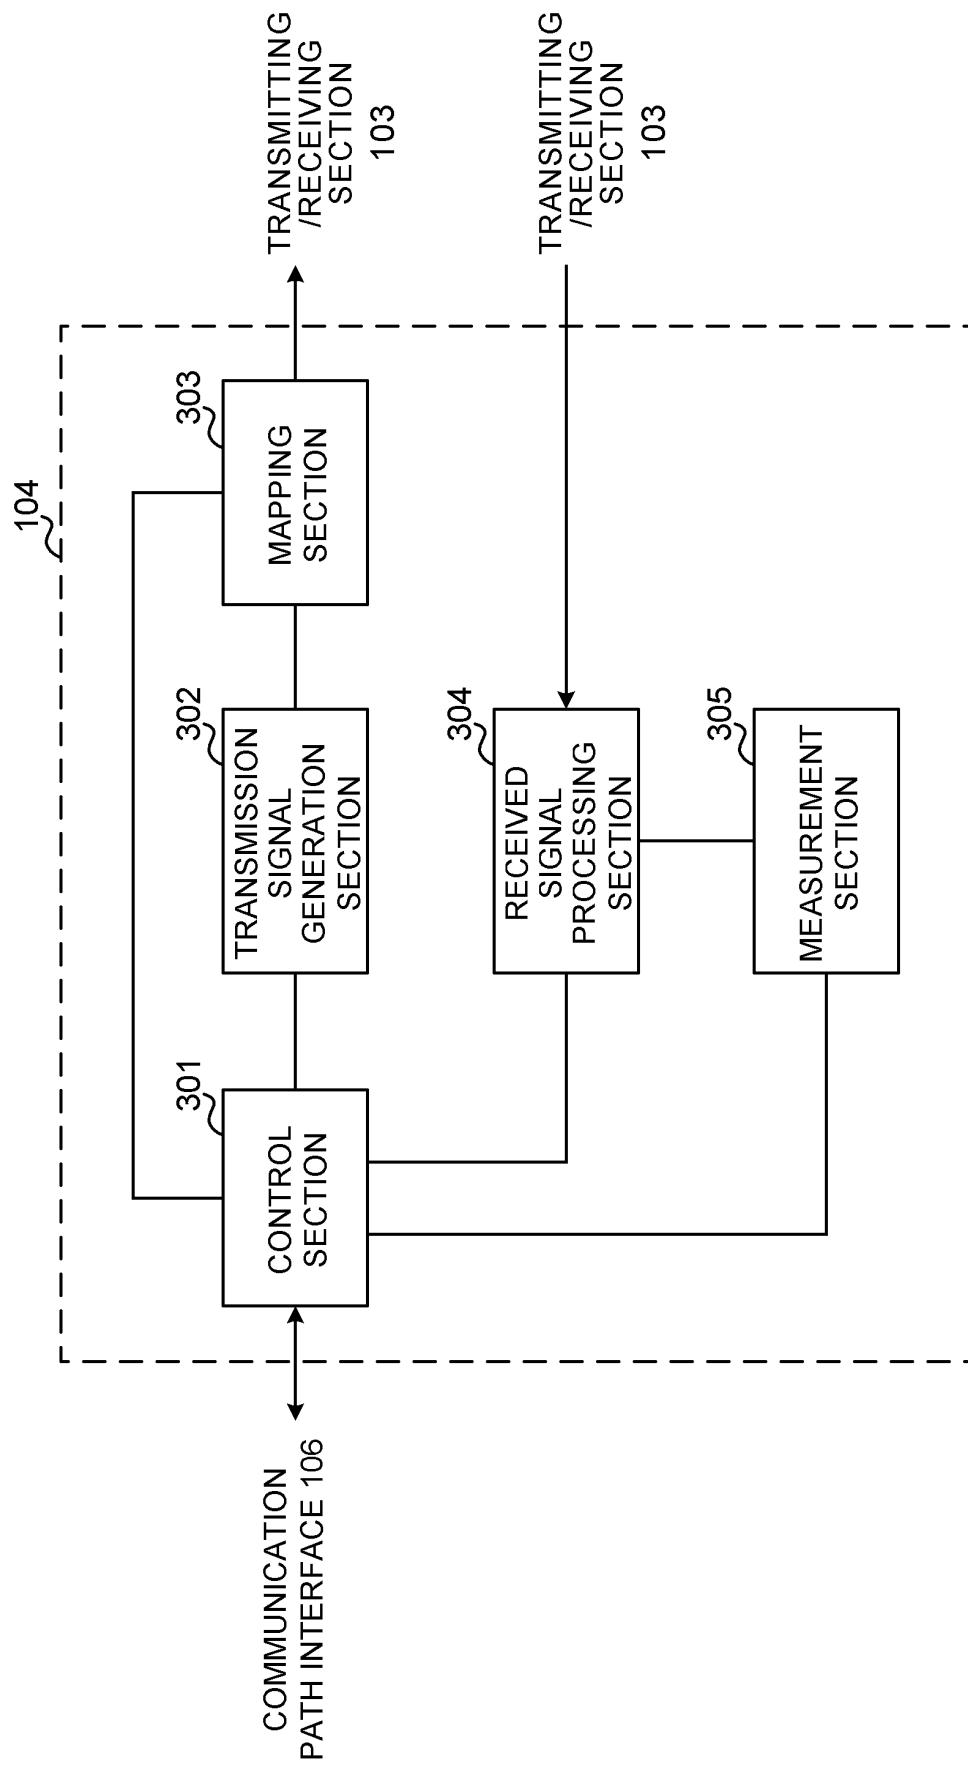 104
COMMUNICATION
PATH INTERFACE 106
301
CONTROL
SECTION
302
TRANSMISSION
SIGNAL
GENERATION
SECTION
303
MAPPING
SECTION
TRANSMITTING
/RECEIVING
SECTION
103
304
RECEIVED
SIGNAL
PROCESSING
SECTION
TRANSMITTING
/RECEIVING
SECTION
103
305
MEASUREMENT
SECTION